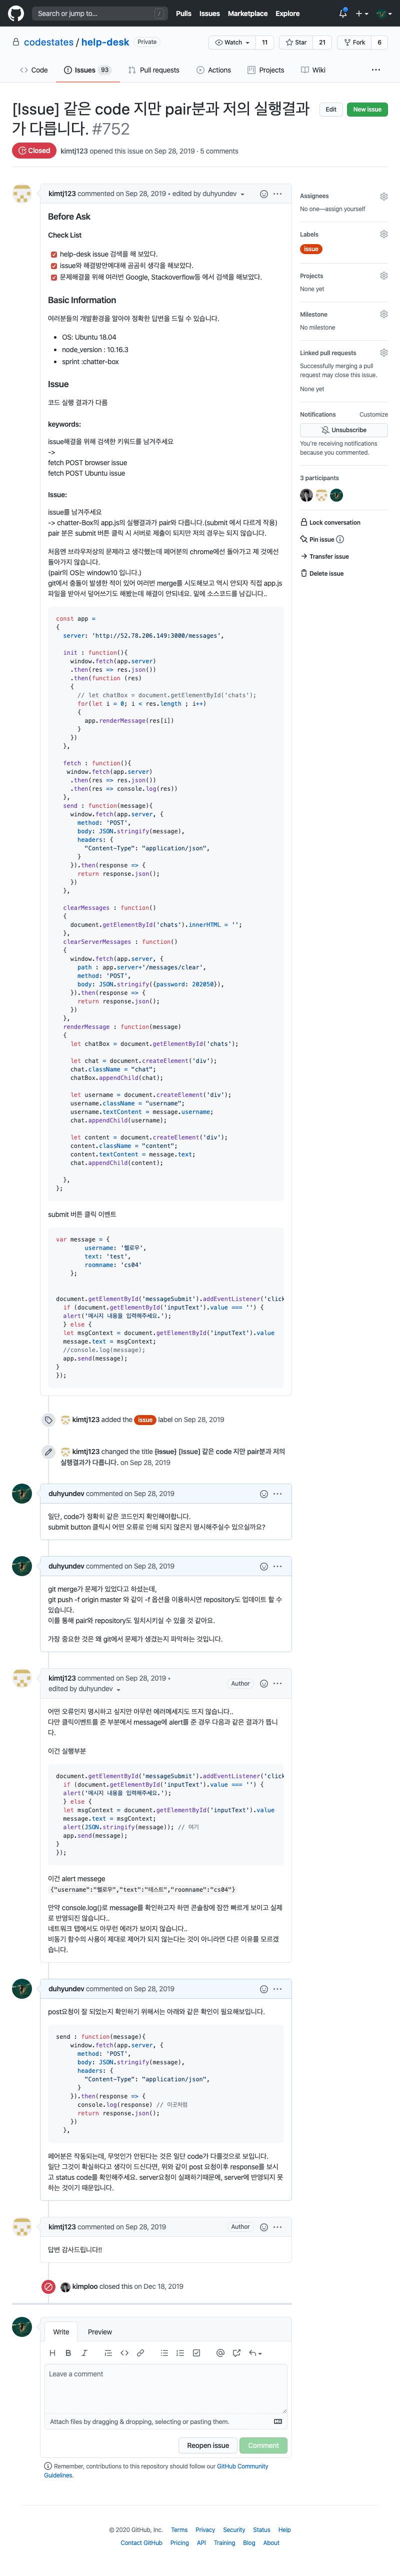 Search or jump to...
/
Pulls Issues Marketplace Explore
codestates / help-desk Private
Watch 11 Star 21 Fork 6
Code Issues 93 Pull requests Actions Projects Wiki ...
[Issue] 같은 code 지만 pair분과 저의 실행결과
가 다릅니다. #752
Edit New issue
Closed kimtj123 opened this issue on Sep 28, 2019 · 5 comments
kimtj123 commented on Sep 28, 2019 • edited by duhyundev
Before Ask
Check List
help-desk issue 검색을 해 보았다.
issue와 해결방안에대해 곰곰히 생각을 해보았다.
문제해결을 위해 여러번 Google, Stackoverflow등 에서 검색을 해보았다.
Basic Information
여러분들의 개발환경을 알아야 정확한 답변을 드릴 수 있습니다.
• OS: Ubuntu 18.04
• node_version : 10.16.3
• sprint :chatter-box
Issue
코드 실행 결과가 다름
keywords:
issue해결을 위해 검색한 키워드를 남겨주세요
->
fetch POST browser issue
fetch POST Ubuntu issue
Issue:
issue를 남겨주세요
-> chatter-Box의 app.js의 실행결과가 pair와 다릅니다.(submit 에서 다르게 작용)
pair 분은 submit 버튼 클릭 시 서버로 제출이 되지만 저의 경우는 되지 않습니다.
처음엔 브라우저상의 문제라고 생각했는데 페어분의 chrome에선 돌아가고 제 것에선
돌아가지 않습니다.
(pair의 OS는 window10 입니다.)
git에서 충돌이 발생한 적이 있어 여러번 merge를 시도해보고 역시 안되자 직접 app.js
파일을 받아서 덮어쓰기도 해봤는데 해결이 안되네요. 밑에 소스코드를 남깁니다..
const app =
{
server: 'http://52.78.206.149:3000/messages',
init : function(){
window.fetch(app.server)
.then(res => res.json())
.then(function (res)
{
// let chatBox = document.getElementById('chats');
for(let i = 0; i < res.length ; i++)
{
app.renderMessage(res[i])
}
})
},
fetch : function(){
window.fetch(app.server)
.then(res => res.json())
.then(res => console.log(res))
},
send : function(message){
window.fetch(app.server, {
method: 'POST',
body: JSON.stringify(message),
headers: {
"Content-Type": "application/json",
}
}).then(response => {
return response.json();
})
},
clearMessages : function()
{
document.getElementById('chats').innerHTML = '';
},
clearServerMessages : function()
{
window.fetch(app.server, {
path : app.server+'/messages/clear',
method: 'POST',
body: JSON.stringify({password: 202050}),
}).then(response => {
return response.json();
})
},
renderMessage : function(message)
{
let chatBox = document.getElementById('chats');
let chat = document.createElement('div');
chat.className = "chat";
chatBox.appendChild(chat);
let username = document.createElement('div');
username.className = "username";
username.textContent = message.username;
chat.appendChild(username);
let content = document.createElement('div');
content.className = "content";
content.textContent = message.text;
chat.appendChild(content);
},
};
submit 버튼 클릭 이벤트
var message = {
username: '헬로우',
text: 'test',
roomname: 'cs04'
};
document.getElementById('messageSubmit').addEventListener('click
if (document.getElementById('inputText').value === '') {
alert('메시지 내용을 입력해주세요.');
} else {
let msgContext = document.getElementById('inputText').value
message.text = msgContext;
//console.log(message);
app.send(message);
}
});
kimtj123 added the issue label on Sep 28, 2019
kimtj123 changed the title [Issue] [Issue] 같은 code 지만 pair분과 저의
실행결과가 다릅니다. on Sep 28, 2019
duhyundev commented on Sep 28, 2019
일단, code가 정확히 같은 코드인지 확인해야합니다.
submit button 클릭시 어떤 오류로 인해 되지 않은지 명시해주실수 있으실까요?
duhyundev commented on Sep 28, 2019
git merge가 문제가 있었다고 하셨는데,
git push -f origin master 와 같이 -f 옵션을 이용하시면 repository도 업데이트 할 수
있습니다.
이를 통해 pair와 repository도 일치시키실 수 있을 것 같아요.
가장 중요한 것은 왜 git에서 문제가 생겼는지 파악하는 것입니다.
kimtj123 commented on Sep 28, 2019 •
edited by duhyundev
Author
어떤 오류인지 명시하고 싶지만 아무런 에러메세지도 뜨지 않습니다..
다만 클릭이벤트를 준 부분에서 message에 alert를 준 경우 다음과 같은 결과가 뜹니
다.
이건 실행부분
document.getElementById('messageSubmit').addEventListener('click
if (document.getElementById('inputText').value === '') {
alert('메시지 내용을 입력해주세요.');
} else {
let msgContext = document.getElementById('inputText').value
message.text = msgContext;
alert(JSON.stringify(message)); // 여기
app.send(message);
}
});
이건 alert messege
{"username":"헬로우","text":"테스트","roomname":"cs04"}
만약 console.log()로 message를 확인하고자 하면 콘솔창에 잠깐 빠르게 보이고 실제
로 반영되진 않습니다..
네트워크 탭에서도 아무런 에러가 보이지 않습니다..
비동기 함수의 사용이 제대로 제어가 되지 않는다는 것이 아니라면 다른 이유를 모르겠
습니다.
duhyundev commented on Sep 28, 2019
post요청이 잘 되었는지 확인하기 위해서는 아래와 같은 확인이 필요해보입니다.
send : function(message){
window.fetch(app.server, {
method: 'POST',
body: JSON.stringify(message),
headers: {
"Content-Type": "application/json",
}
}).then(response => {
console.log(response) // 이곳처럼
return response.json();
})
},
페어분은 작동되는데, 무엇인가 안된다는 것은 일단 code가 다를것으로 보입니다.
일단 그것이 확실하다고 생각이 드신다면, 위와 같이 post 요청이후 response를 보시
고 status code를 확인해주세요. server요청이 실패하기때문에, server에 반영되지 못
하는 것이기 때문입니다.
kimtj123 commented on Sep 28, 2019
Author
답변 감사드립니다!!
kimploo closed this on Dec 18, 2019
Write Preview
Leave a comment
Attach files by dragging & dropping, selecting or pasting them.
Reopen issue Comment
Remember, contributions to this repository should follow our GitHub Community
Guidelines.
Assignees
No one—assign yourself
Labels
issue
Projects
None yet
Milestone
No milestone
Linked pull requests
Successfully merging a pull
request may close this issue.
None yet
Notifications Customize
Unsubscribe
You're receiving notifications
because you commented.
3 participants
Lock conversation
Pin issue
Transfer issue
Delete issue
© 2020 GitHub, Inc. Terms Privacy Security Status Help
Contact GitHub Pricing API Training Blog About